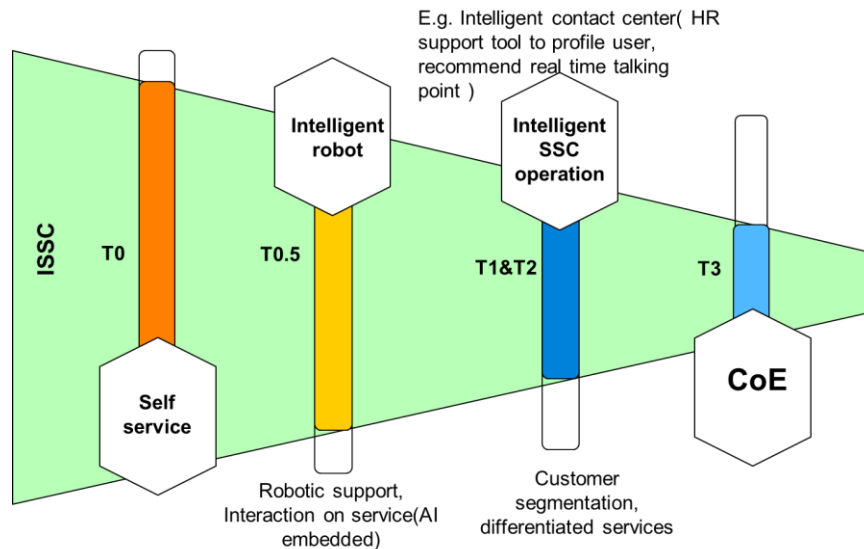 E.g. Intelligent contact center( HR
support tool to profile user,
recommend real time talking
point )
ISSC
T0
Self
service
T0.5
Intelligent
robot
Robotic support,
Interaction on service(AI
embedded)
T1&T2
Intelligent
SSC
operation
Customer
segmentation,
differentiated services
T3
CoE